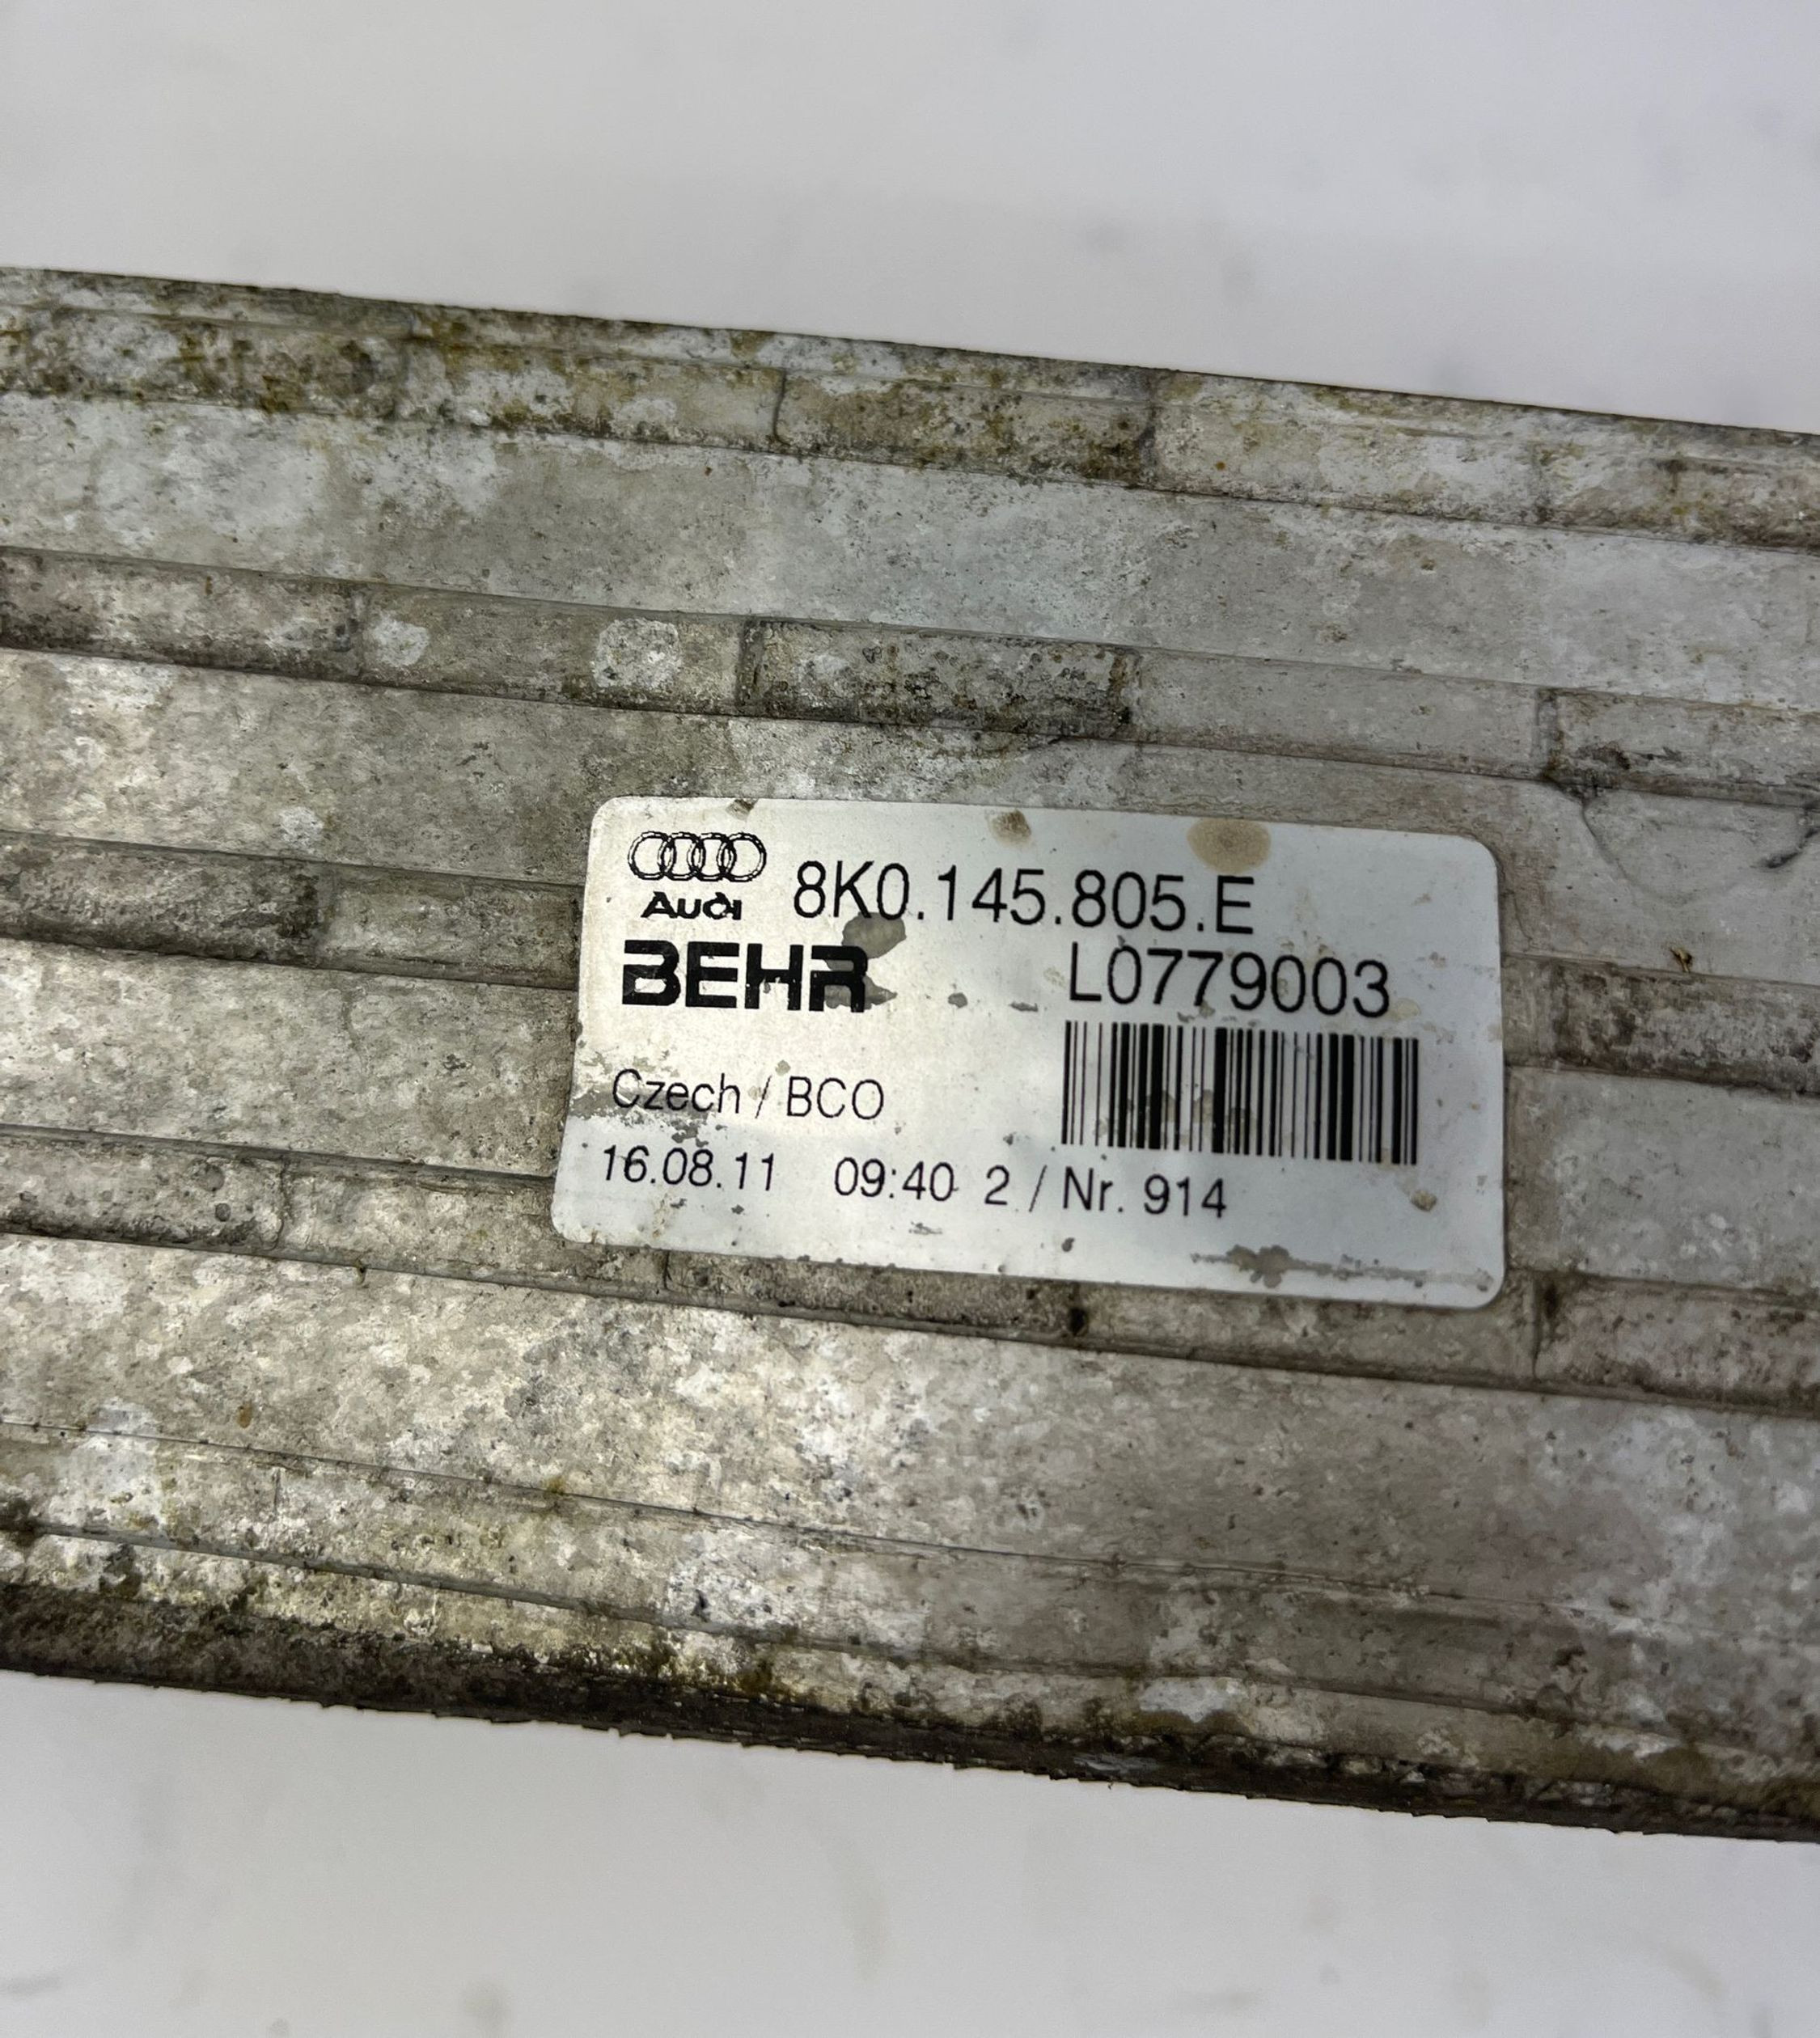 Audi 8K0.145.805.E
BEHR L0779003
Czech / BCO
16.08.11 09:40 2 / Nr. 914